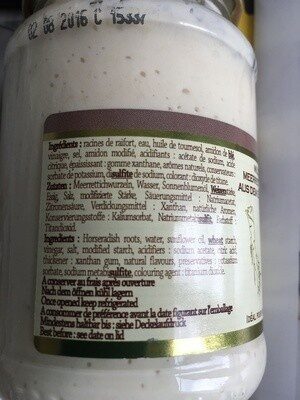 02 08 2016 C 15:33
Ingrédients : racines de raifort, eau, huile de tournesol, amidon de blé,
vinaigre, sel, amidon modifié, acidifiants : acétate de sodium, acide
citrique, épaississant : gomme xanthane, arômes naturels, conservateurs :
sorbate de potassium, disulfite de sodium, colorant : dioxyde de titane.
Zutaten : Meerrettichwurzeln, Wasser, Sonnenblumenöl, Weizenstärke,
Essig, Salz, modifizierte Stärke, Säuerungsmittel : Natriumacetat,
Zitronensäure, Verdickungsmittel : Xanthan, natürliche Aromen,
Konservierungsstoffe : Kaliumsorbat, Natriummetabisulfit, Farbstoff :
Titandioxid.
Ingredients : Horseradish roots, water, sunflower oil, wheat starch,
vinegar, salt, modified starch, acidifiers : sodium acetate, citric acid,
thickener : xanthan gum, natural flavours, preservatives : potassium
sorbate, sodium metabisulfite, colouring agent : titanium dioxide.
A conserver au frais après ouverture
Nach dem öffnen kühl lagern
Once opened keep refrigerated
A consommer de préférence avant la date figurant sur l'emballage
Mindestens haltbar bis : siehe Deckelaufdruck
Best before : see date on lid